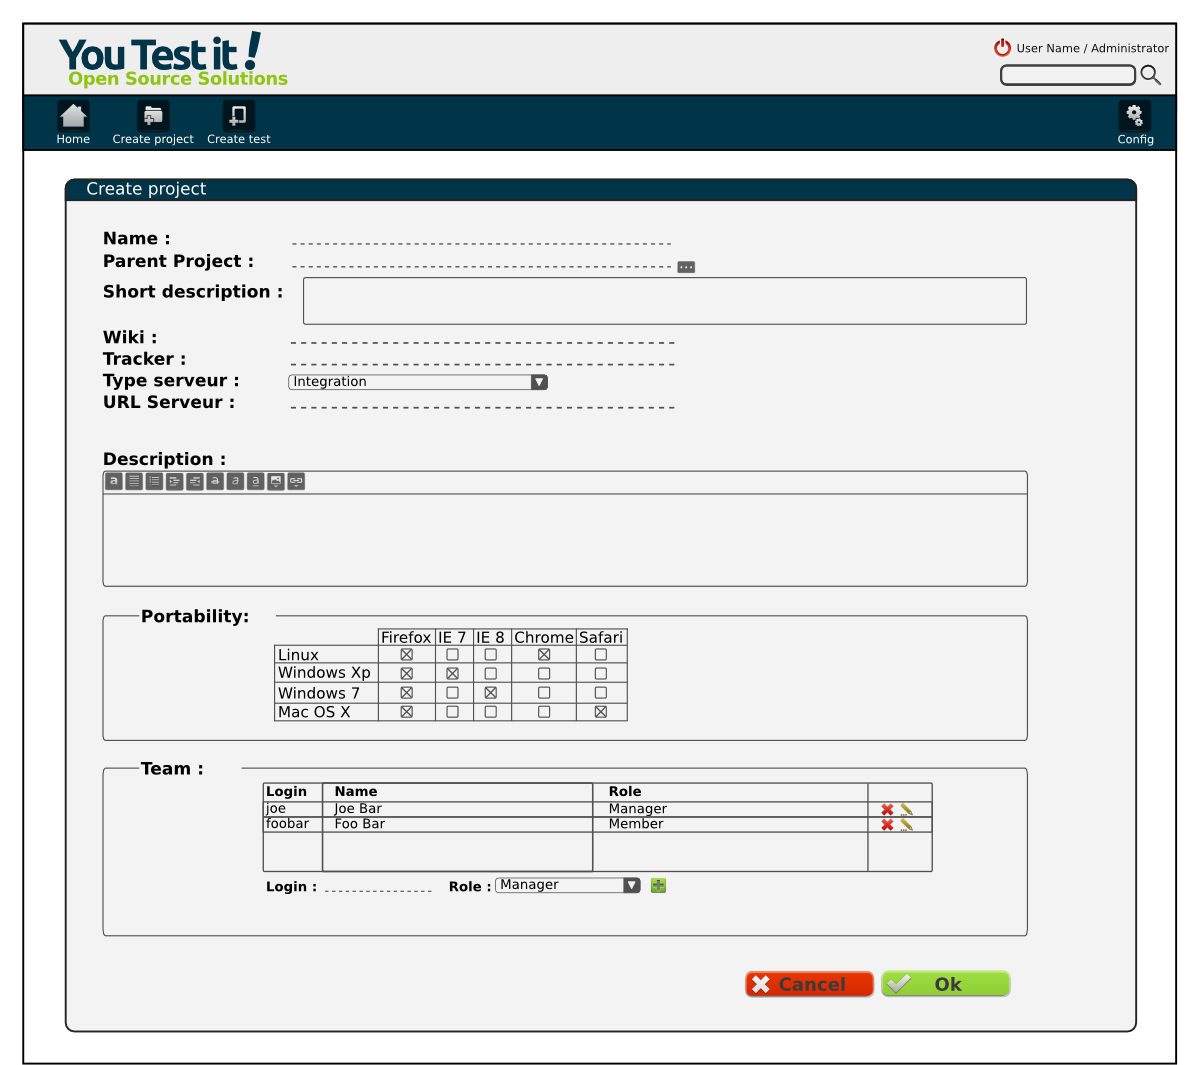 You Test it !
Open Source Solutions
User Name / Administrator
Home Create project Create test Config
Create project
Name :
Parent Project :
...
Short description :
Wiki :
Tracker :
Type serveur : Integration
URL Serveur :
Description :
a a a a
Portability:
Firefox IE 7 IE 8 Chrome Safari
Linux
Windows Xp
Windows 7
Mac OS X
Team :
Login Name Role
joe Joe Bar Manager
foobar Foo Bar Member
Login : Role : Manager
Cancel Ok